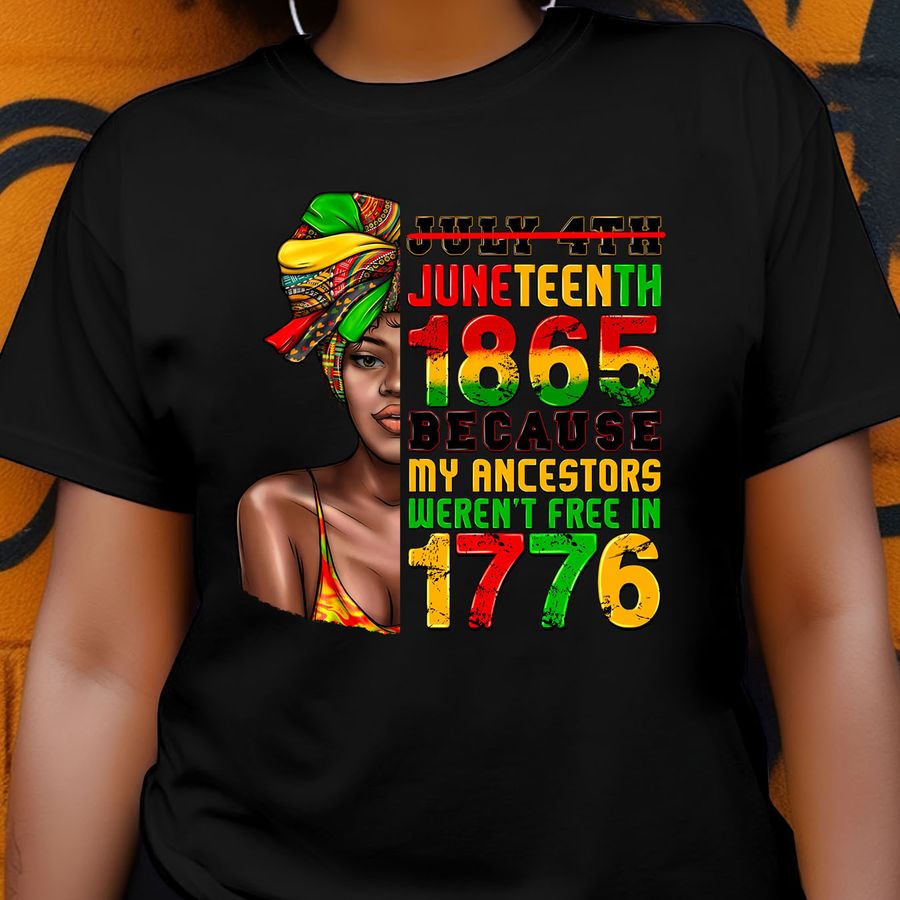 JULY 4TH
JUNETEENTH
1865
BECAUSE
MY ANCESTORS
WEREN'T FREE IN
1776